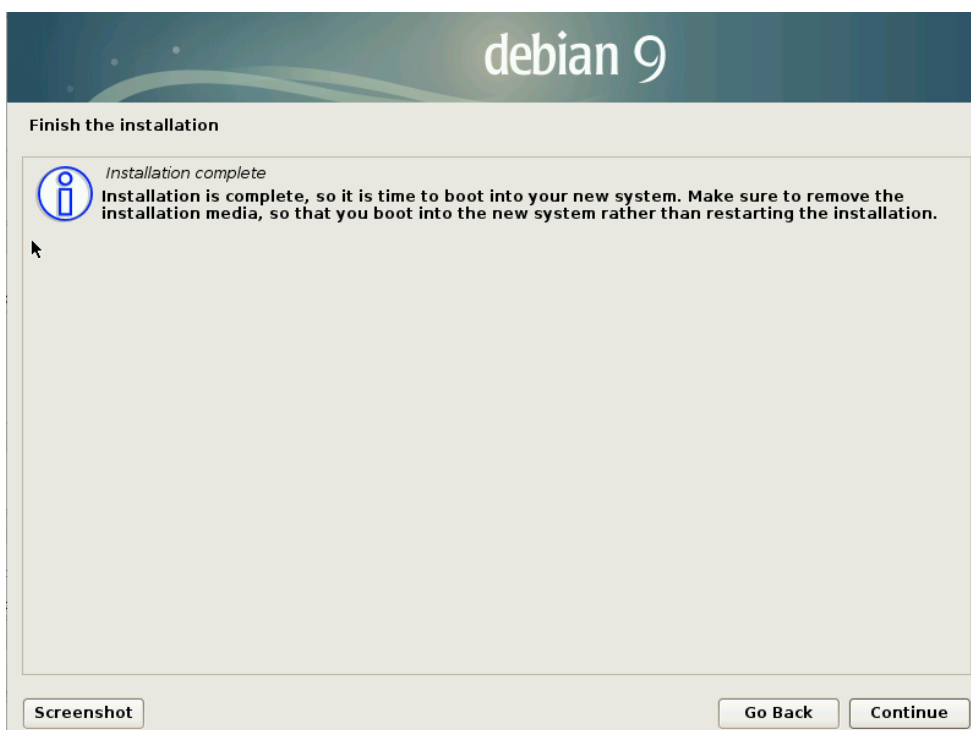 debian 9
Finish the installation
Installation complete
Installation is complete, so it is time to boot into your new system. Make sure to remove the
installation media, so that you boot into the new system rather than restarting the installation.
Screenshot
Go Back
Continue